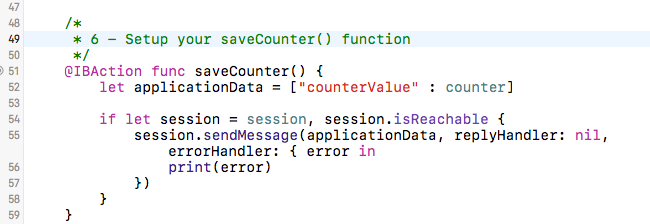 47
48 /*
49 * 6 – Setup your saveCounter() function
50 */
51 @IBAction func saveCounter() {
52 let applicationData = ["counterValue" : counter]
53
54 if let session = session, session.isReachable {
55 session.sendMessage(applicationData, replyHandler: nil,
errorHandler: { error in
56 print(error)
57 })
58 }
59 }